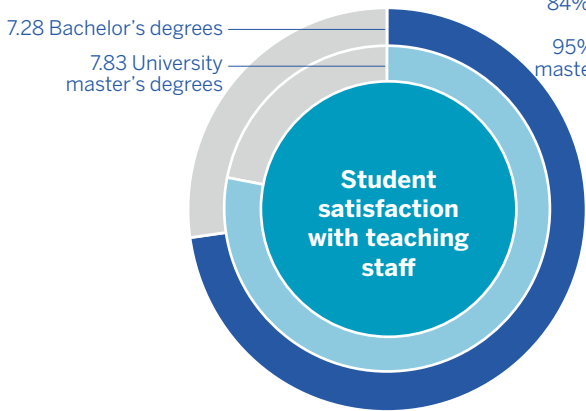 84%
7.28 Bachelor’s degrees
95%
7.83 University
master’s degrees
Student
satisfaction
with teaching
staff